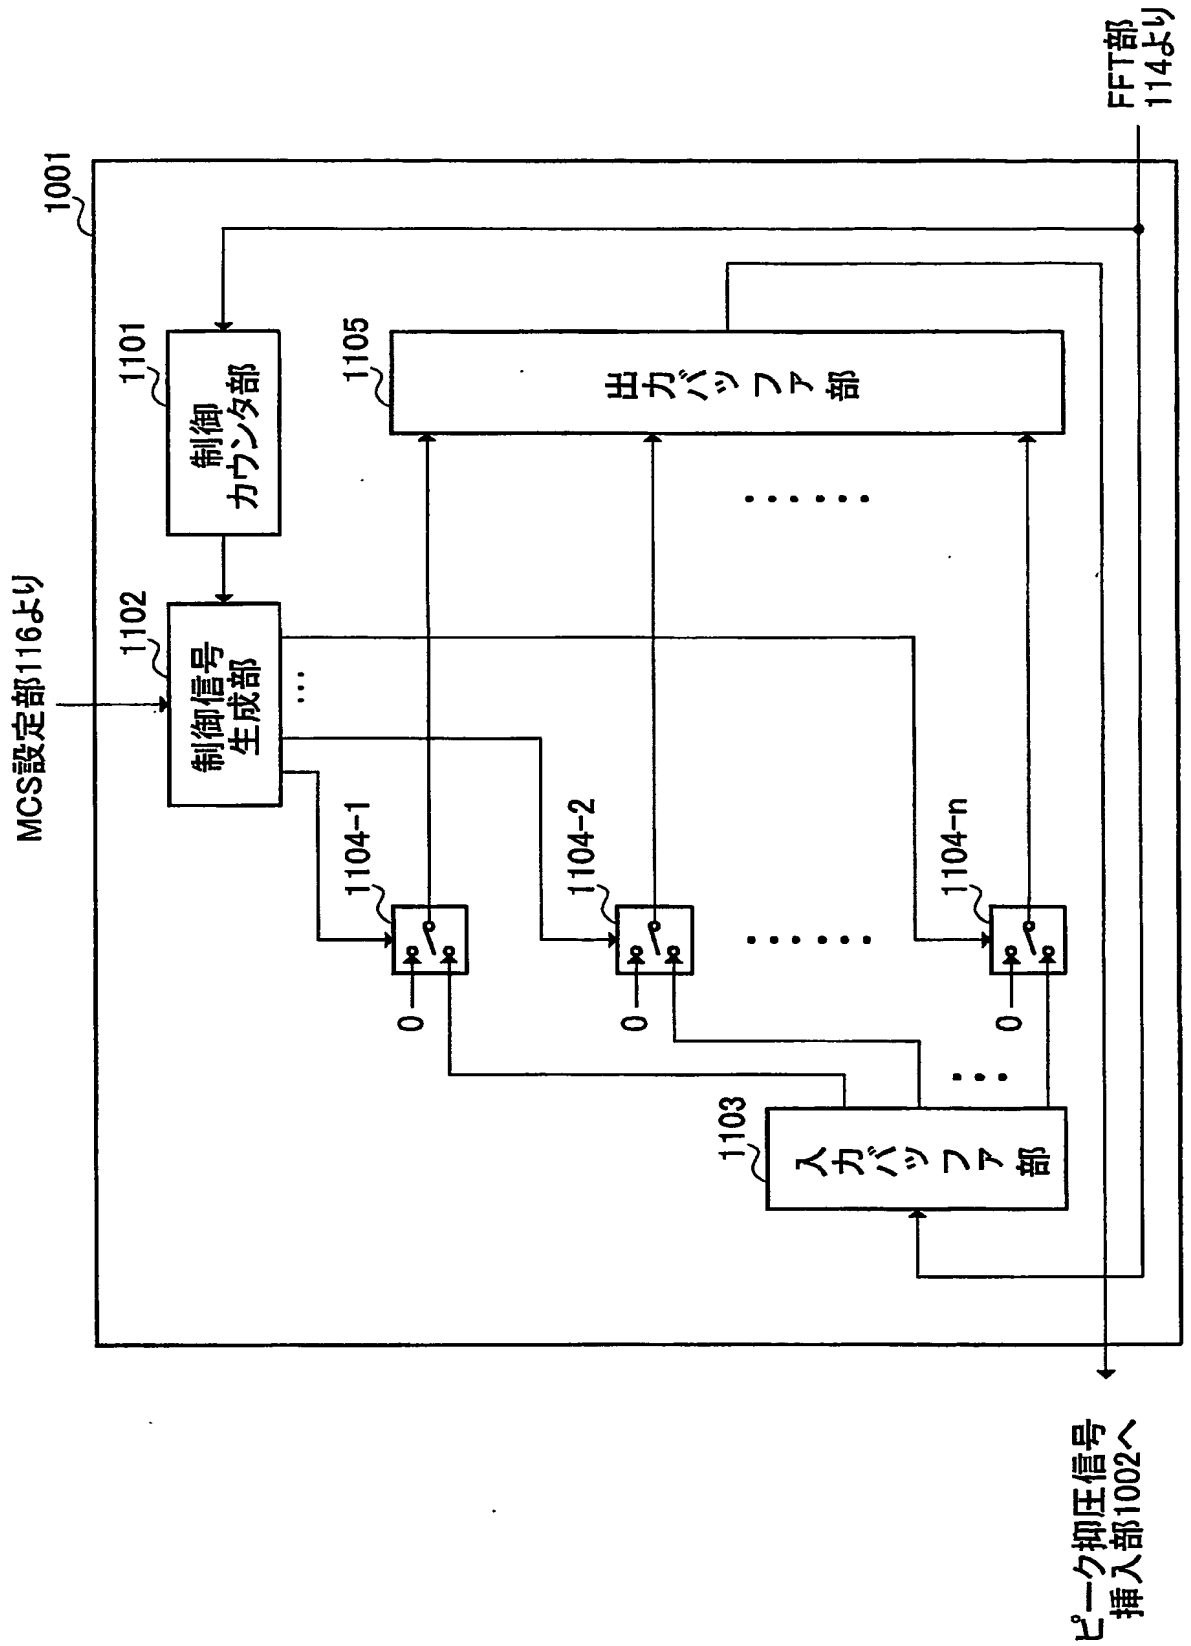 MCS設定部116より
1001
1101
制御
カウンタ部
1102
制御信号
生成部
1105
出力バッファ部
FFT部
114より
1104-1
0
1104-2
0
1104-n
0
1103
入力バッファ部
ピーク抑圧信号
挿入部1002へ